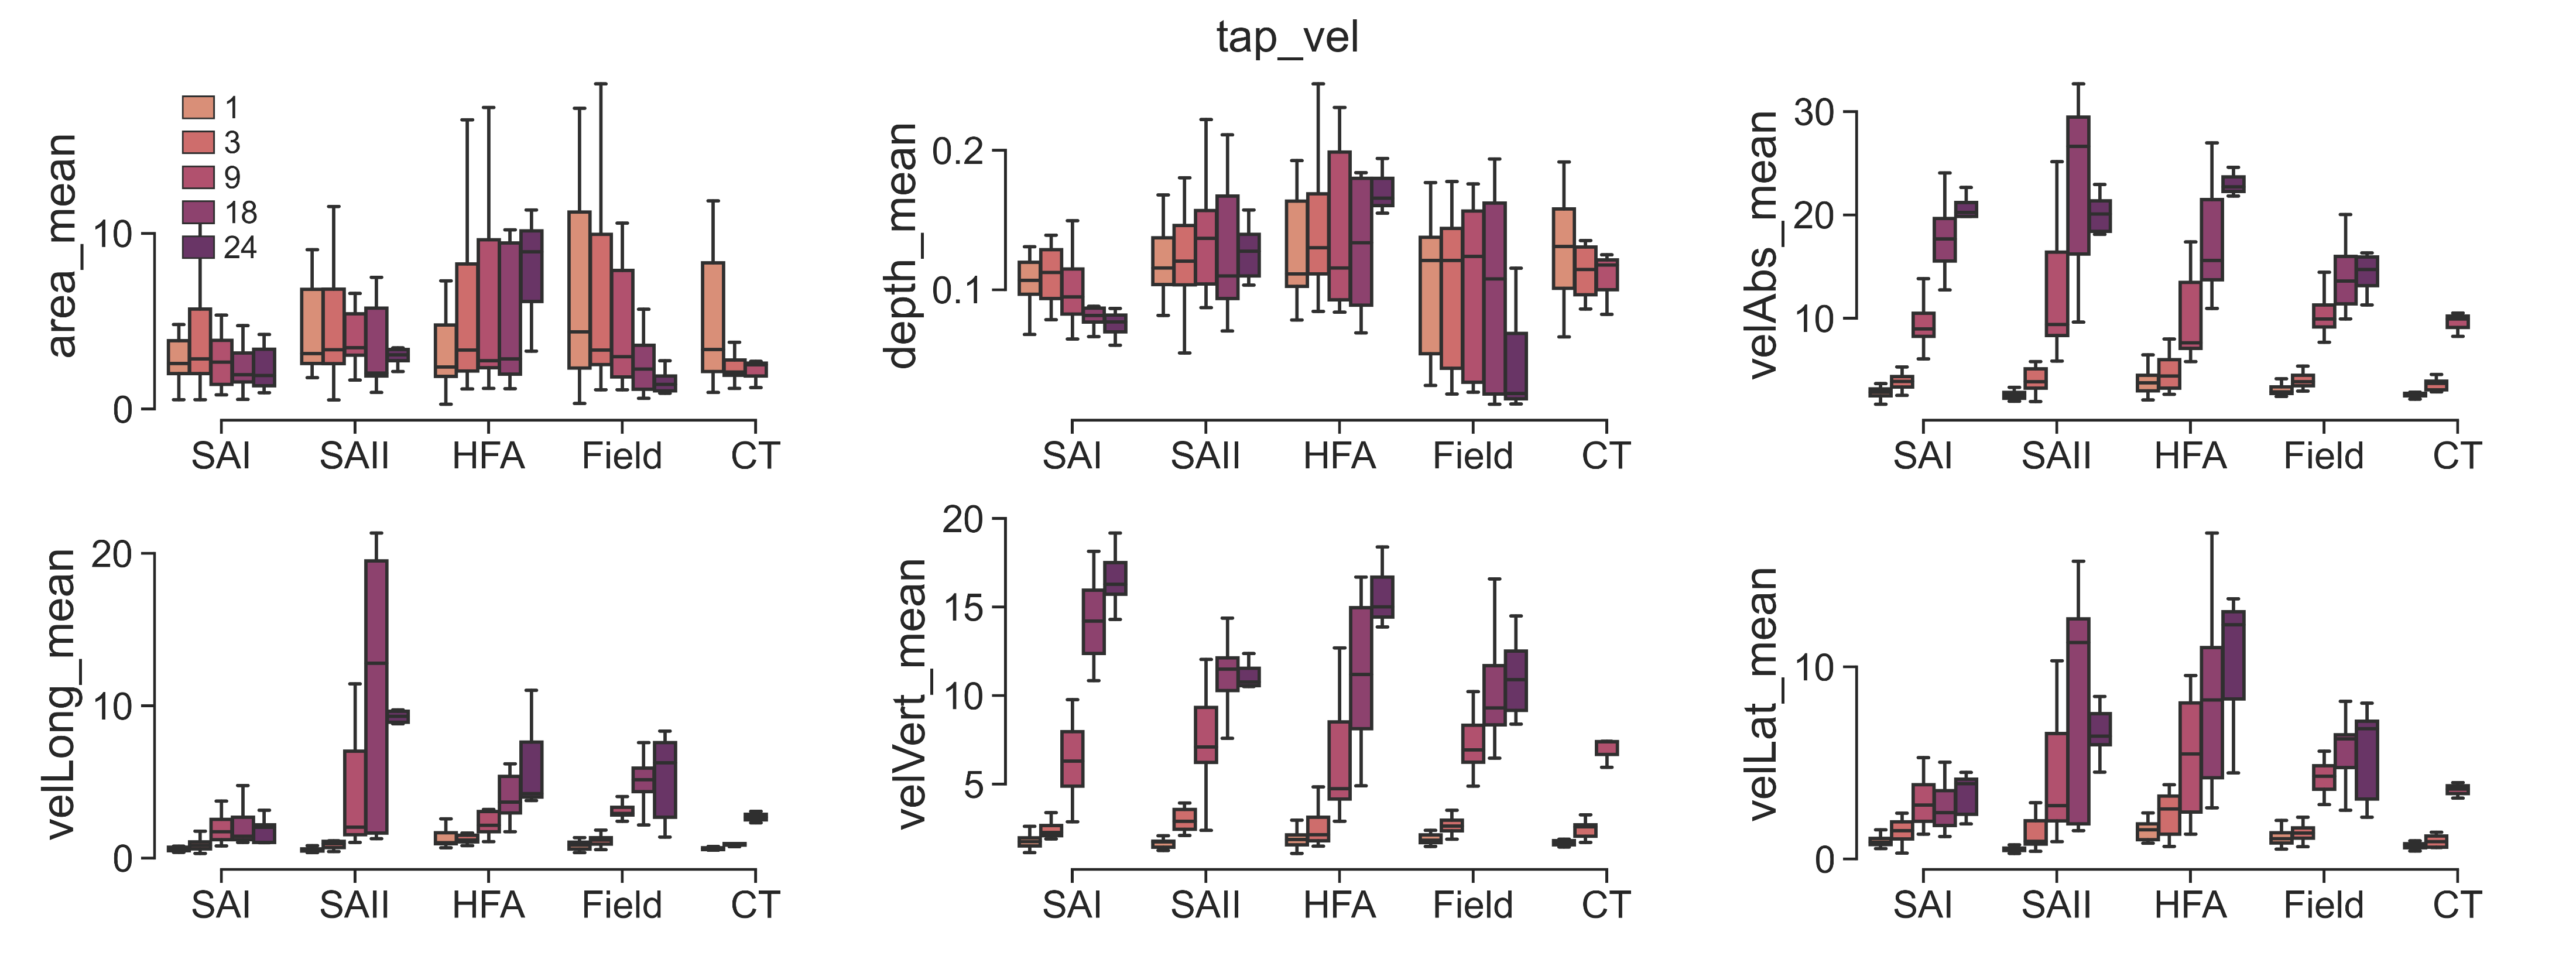 tap_vel
area_mean
10
0
1
3
9
18
24
SAI SAII HFA Field CT
depth_mean
0.2
0.1
SAI SAII HFA Field CT
velAbs_mean
30
20
10
SAI SAII HFA Field CT
velLong_mean
20
10
0
SAI SAII HFA Field CT
velVert_mean
20
15
10
5
SAI SAII HFA Field CT
velLat_mean
10
0
SAI SAII HFA Field CT